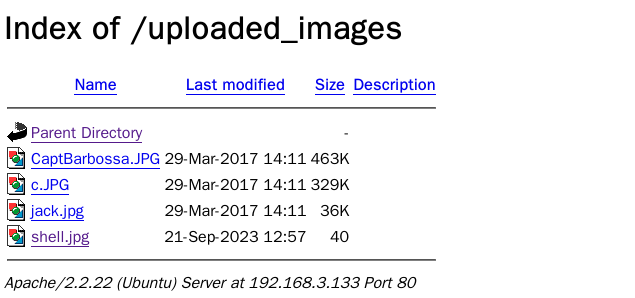 Index of /uploaded_images
Name Last modified Size Description
Parent Directory -
CaptBarbossa.JPG 29-Mar-2017 14:11 463K
c.JPG 29-Mar-2017 14:11 329K
jack.jpg 29-Mar-2017 14:11 36K
shell.jpg 21-Sep-2023 12:57 40
Apache/2.2.22 (Ubuntu) Server at 192.168.3.133 Port 80